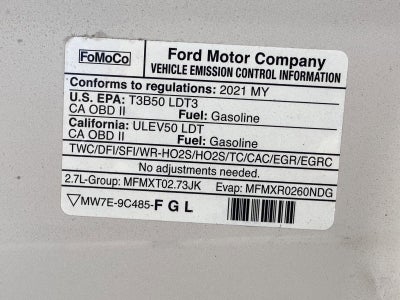 FoMoCo
Ford Motor Company
VEHICLE EMISSION CONTROL INFORMATION
Conforms to regulations: 2021 MY
U.S. EPA: T3B50 LDT3
CA OBD II Fuel: Gasoline
California: ULEV50 LDT
CA OBD II Fuel: Gasoline
TWC/DFI/SFI/WR-HO2S/HO2S/TC/CAC/EGR/EGRC
No adjustments needed.
2.7L-Group: MFMXT02.73JK Evap: MFMXR0260NDG
▽MW7E-9C485-F G L